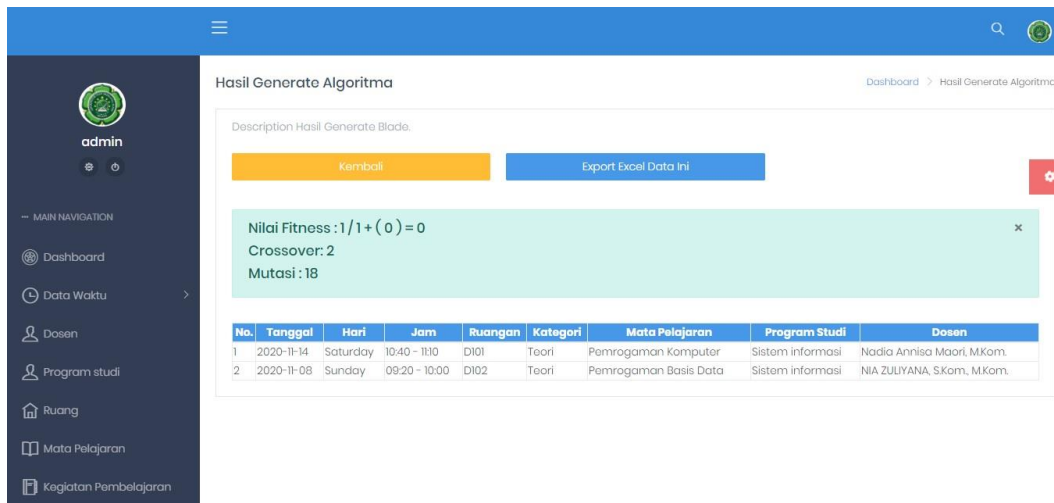 Hasil Generate Algoritma
Dashboard > Hasil Generate Algoritma
admin
Description Hasil Generate Blade.
Kembali
Export Excel Data Ini
MAIN NAVIGATION
Dashboard
Data Waktu
Dosen
Program studi
Ruang
Mata Pelajaran
Kegiatan Pembelajaran
Nilai Fitness : 1 / 1 + ( 0 ) = 0
Crossover: 2
Mutasi : 18
No. Tanggal Hari Jam Ruangan Kategori Mata Pelajaran Program Studi Dosen
1 2020-11-14 Saturday 10:40 - 11:10 D101 Teori Pemrogaman Komputer Sistem informasi Nadia Annisa Maori, M.Kom.
2 2020-11-08 Sunday 09:20 - 10:00 D102 Teori Pemrogaman Basis Data Sistem informasi NIA ZULIYANA, S.Kom., M.Kom.